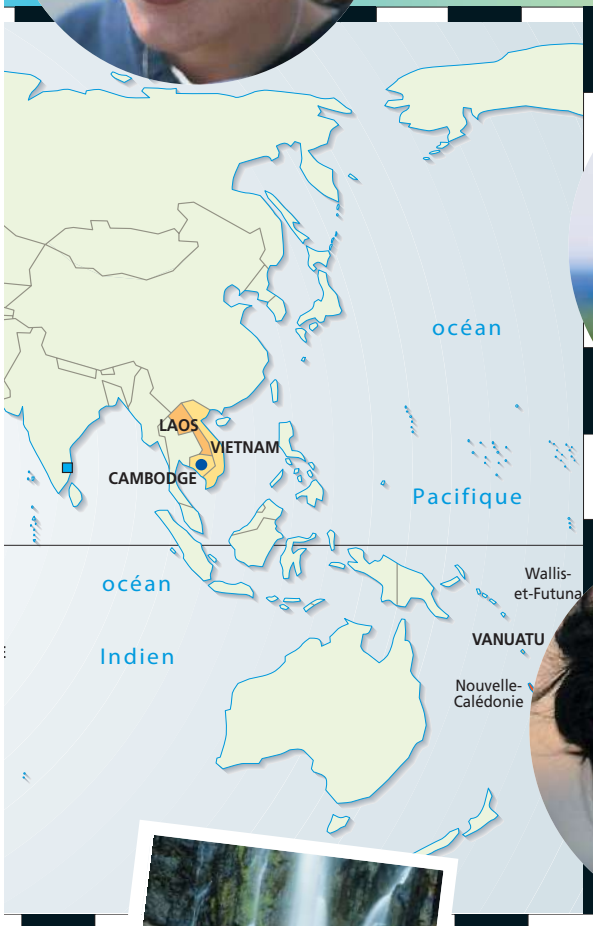 océan
LAOS
VIETNAM
CAMBODGE
Pacifique
océan
Wallis-
et-Futuna
VANUATU
Indien
Nouvelle-
Calédonie